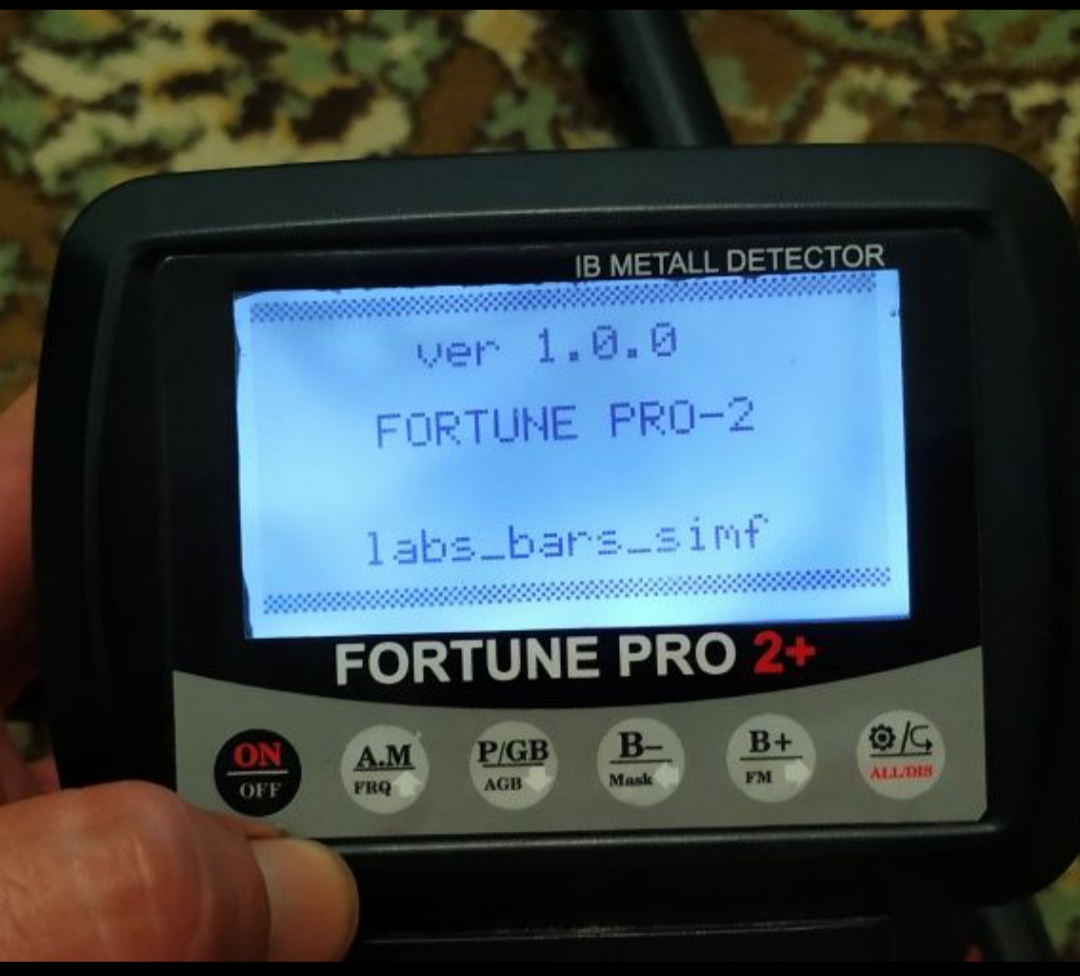 IB METALL DETECTOR
ver 1.0.0
FORTUNE PRO-2
labs_bars_simf
FORTUNE PRO 2+
ON A.M P/GB B– B+
OFF FRQ AGB Mask FM ALL/DIS